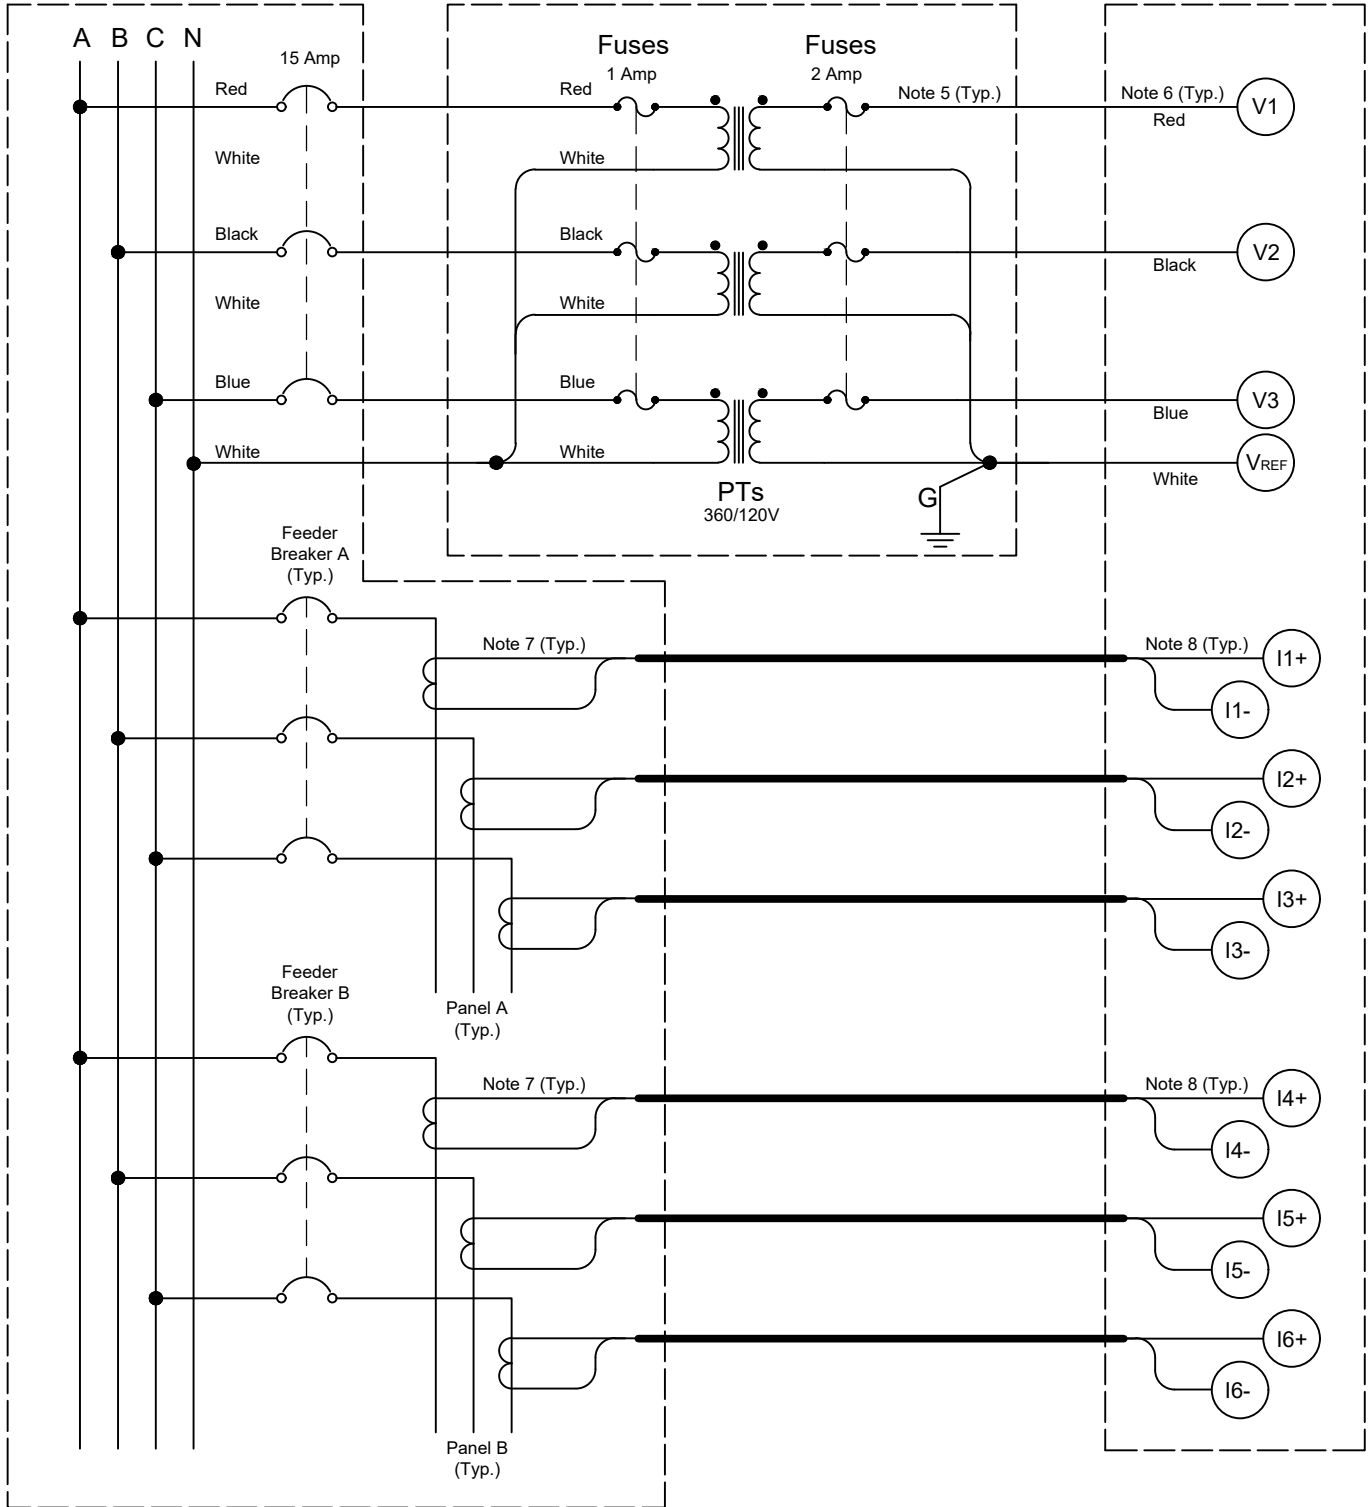 A B C N
15 Amp
Fuses
1 Amp
Fuses
2 Amp
Red
Red
Note 5 (Typ.)
Note 6 (Typ.)
Red
V1
White
White
Black
Black
Black
V2
White
White
Blue
Blue
Blue
V3
White
White
White
VREF
PTs
360/120V
G
Feeder
Breaker A
(Typ.)
Note 7 (Typ.)
Note 8 (Typ.)
I1+
I1-
I2+
I2-
I3+
I3-
Panel A
(Typ.)
Feeder
Breaker B
(Typ.)
Note 7 (Typ.)
Note 8 (Typ.)
I4+
I4-
I5+
I5-
I6+
I6-
Panel B
(Typ.)